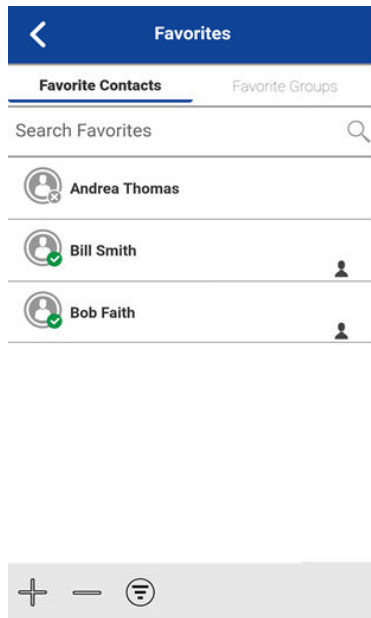 Favorites
Favorite Contacts Favorite Groups
Search Favorites
Andrea Thomas
Bill Smith
Bob Faith